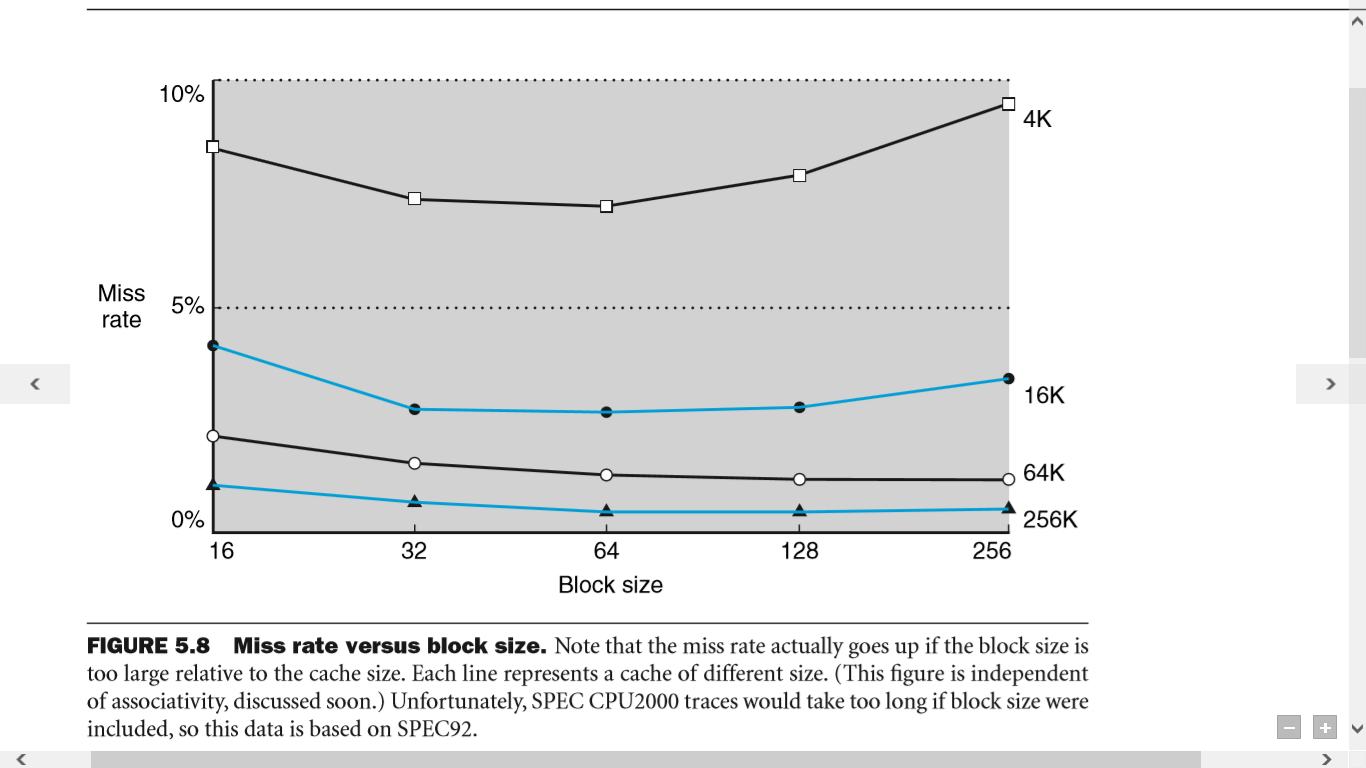 10%
4K
Miss
rate
5%
16K
64K
0%
256K
16 32 64 128 256
Block size
FIGURE 5.8 Miss rate versus block size. Note that the miss rate actually goes up if the block size is
too large relative to the cache size. Each line represents a cache of different size. (This figure is independent
of associativity, discussed soon.) Unfortunately, SPEC CPU2000 traces would take too long if block size were
included, so this data is based on SPEC92.